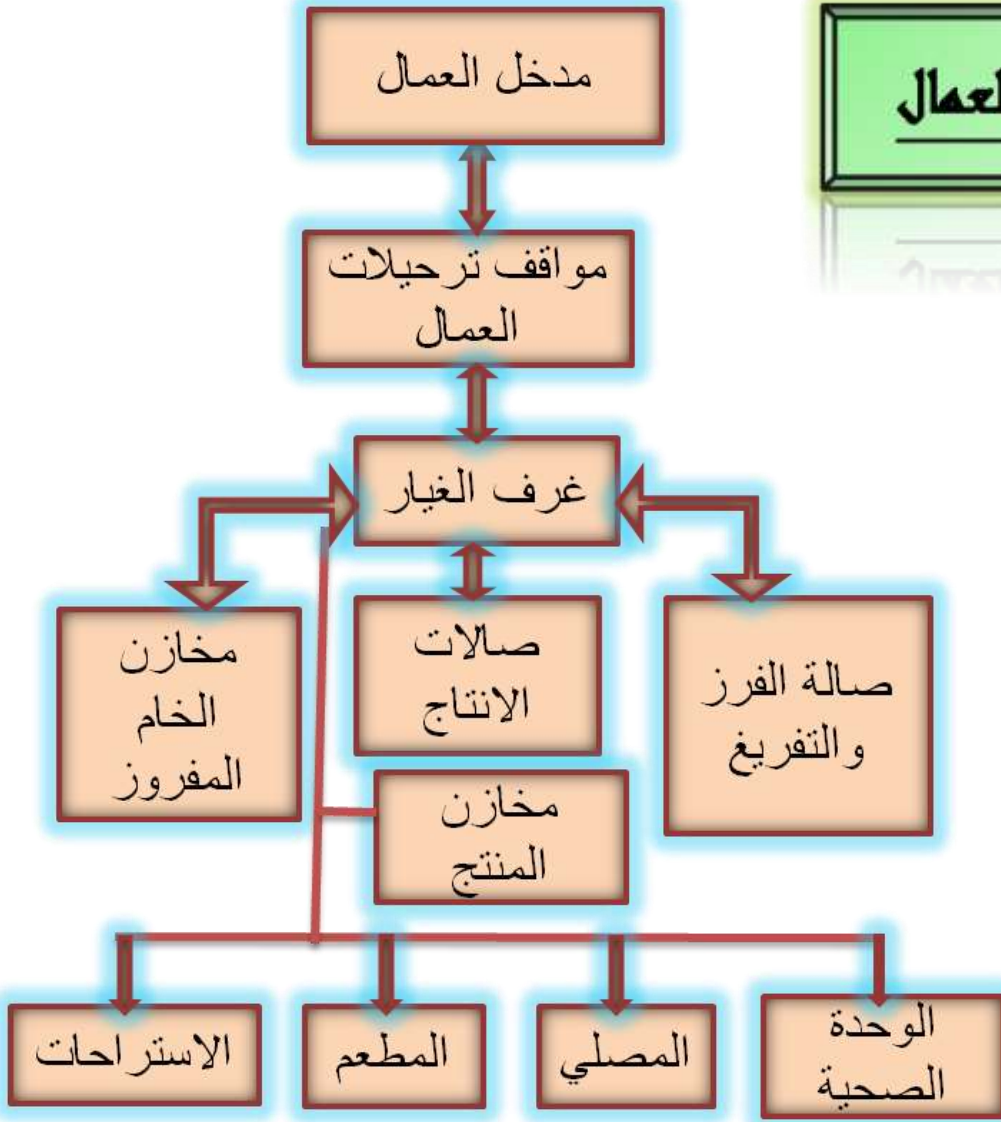 مدخل العمال
العمال
مواقف ترحيلات
العمال
غرف الغيار
صالة الفرز
والتفريغ
صالات
الانتاج
مخازن
الخام
المفروز
مخازن
المنتج
الوحدة
الصحية
المصلي
المطعم
الاستراحات